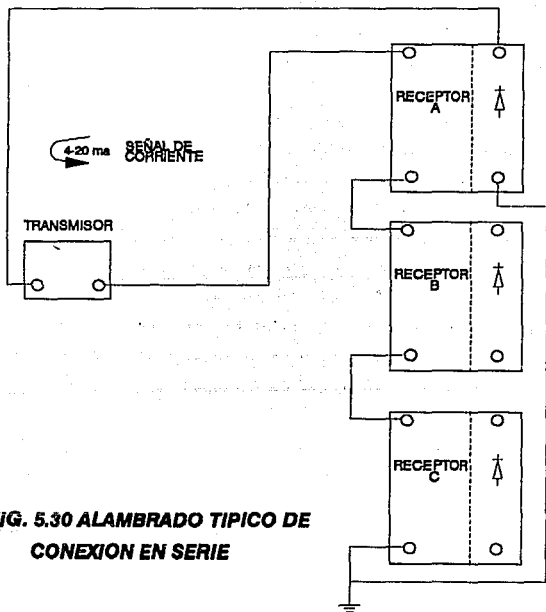 RECEPTOR
A
4-20 ma SEÑAL DE
CORRIENTE
TRANSMISOR
RECEPTOR
B
RECEPTOR
C
IG. 5.30 ALAMBRADO TIPICO DE
CONEXION EN SERIE